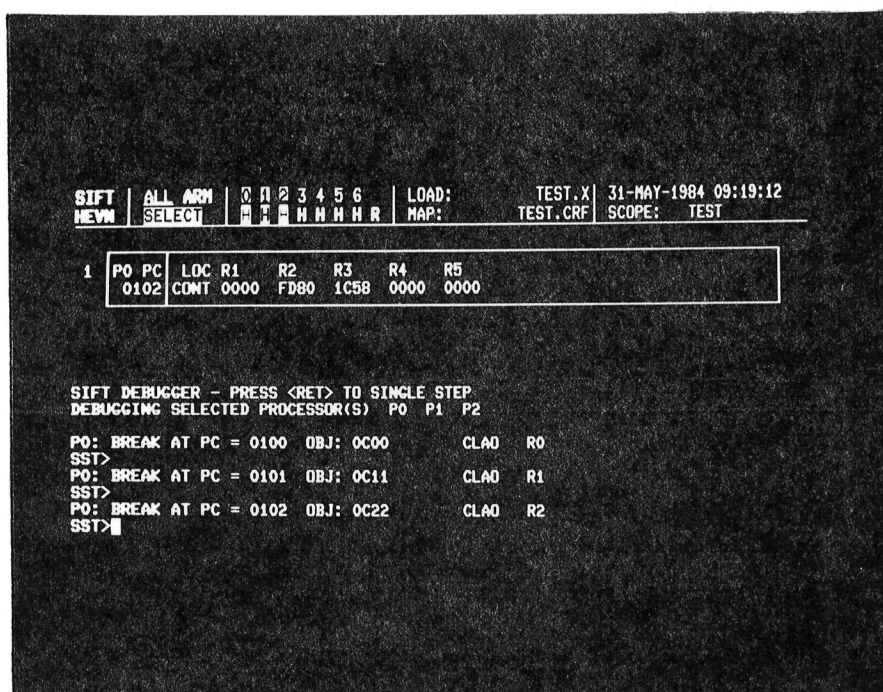 SIFT ALL ARM 0 1 2 3 4 5 6 LOAD: TEST.X 31-MAY-1984 09:19:12
HEVN SELECT H H H H H H H R MAP: TEST.CRF SCOPE: TEST
1 P0 PC LOC R1 R2 R3 R4 R5
0102 CONT 0000 FD80 1C58 0000 0000
SIFT DEBUGGER - PRESS <RET> TO SINGLE STEP
DEBUGGING SELECTED PROCESSOR(S) P0 P1 P2
P0: BREAK AT PC = 0100 OBJ: 0C00 CLA0 R0
SST>
P0: BREAK AT PC = 0101 OBJ: 0C11 CLA0 R1
SST>
P0: BREAK AT PC = 0102 OBJ: 0C22 CLA0 R2
SST>